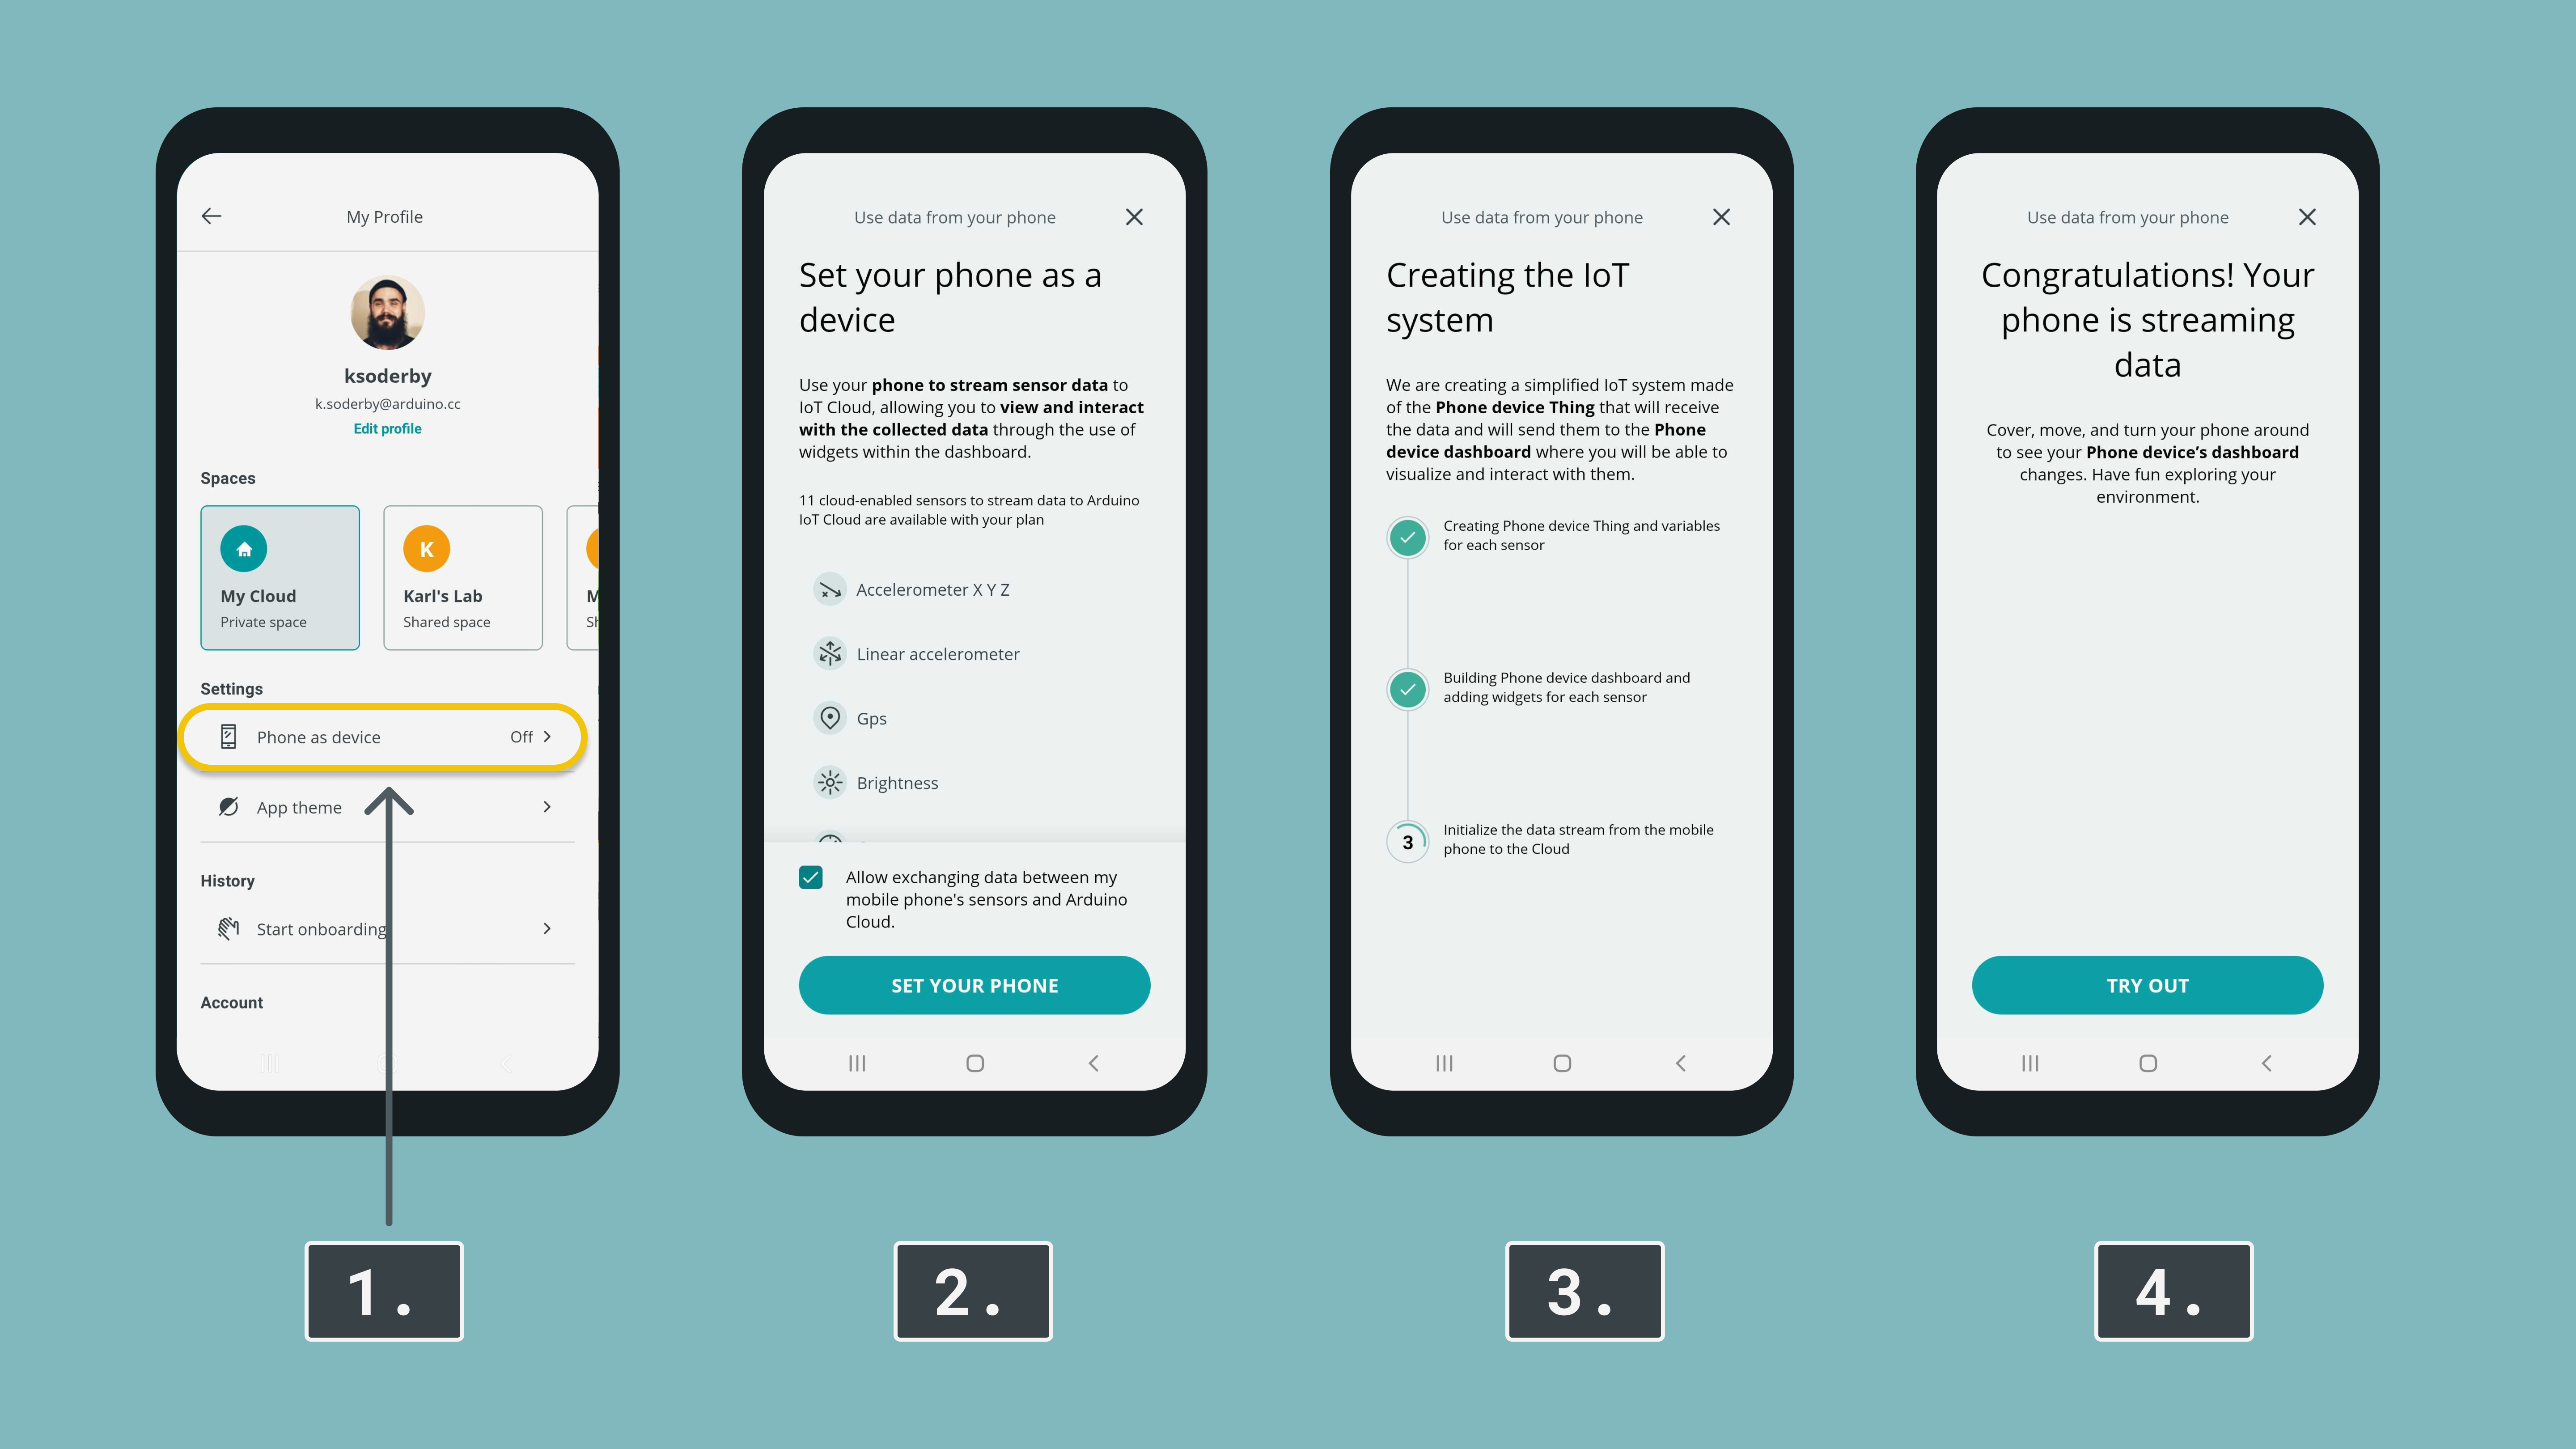 My Profile
ksoderby
k.soderby@arduino.cc
Edit profile
Spaces
K
My Cloud
Private space
Karl's Lab
Shared space
M
Sh
Settings
Phone as device
Off
App theme
History
Start onboarding
Account
1.
Use data from your phone
Set your phone as a
device
Use your phone to stream sensor data to
IoT Cloud, allowing you to view and interact
with the collected data through the use of
widgets within the dashboard.
11 cloud-enabled sensors to stream data to Arduino
IoT Cloud are available with your plan
Accelerometer X Y Z
Linear accelerometer
Gps
Brightness
Allow exchanging data between my
mobile phone's sensors and Arduino
Cloud.
SET YOUR PHONE
2.
Use data from your phone
Creating the IoT
system
We are creating a simplified IoT system made
of the Phone device Thing that will receive
the data and will send them to the Phone
device dashboard where you will be able to
visualize and interact with them.
Creating Phone device Thing and variables
for each sensor
Building Phone device dashboard and
adding widgets for each sensor
3
Initialize the data stream from the mobile
phone to the Cloud
3.
Use data from your phone
Congratulations! Your
phone is streaming
data
Cover, move, and turn your phone around
to see your Phone device’s dashboard
changes. Have fun exploring your
environment.
TRY OUT
4.